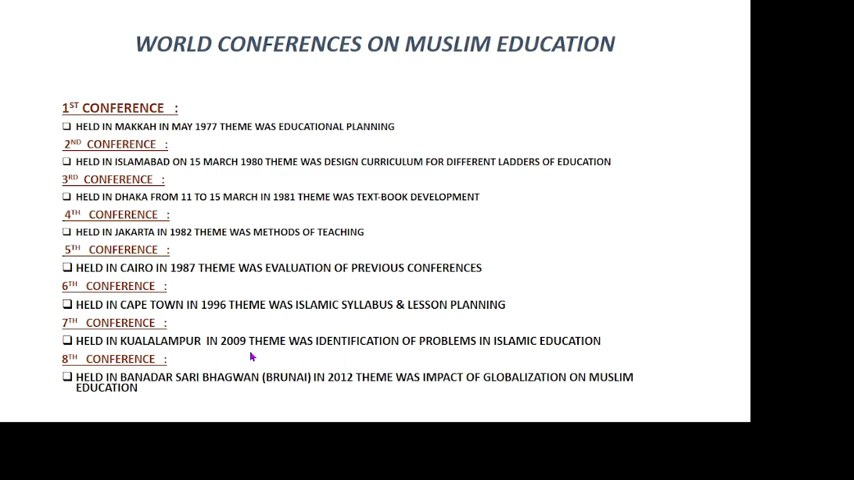 WORLD CONFERENCES ON MUSLIM EDUCATION
1ST CONFERENCE :
HELD IN MAKKAH IN MAY 1977 THEME WAS EDUCATIONAL PLANNING
2ND CONFERENCE :
HELD IN ISLAMABAD ON 15 MARCH 1980 THEME WAS DESIGN CURRICULUM FOR DIFFERENT LADDERS OF EDUCATION
3RD CONFERENCE :
HELD IN DHAKA FROM 11 TO 15 MARCH IN 1981 THEME WAS TEXT-BOOK DEVELOPMENT
4TH CONFERENCE :
HELD IN JAKARTA IN 1982 THEME WAS METHODS OF TEACHING
5TH CONFERENCE :
HELD IN CAIRO IN 1987 THEME WAS EVALUATION OF PREVIOUS CONFERENCES
6TH CONFERENCE :
HELD IN CAPE TOWN IN 1996 THEME WAS ISLAMIC SYLLABUS & LESSON PLANNING
7TH CONFERENCE :
HELD IN KUALALAMPUR IN 2009 THEME WAS IDENTIFICATION OF PROBLEMS IN ISLAMIC EDUCATION
8TH CONFERENCE :
HELD IN BANADAR SARI BHAGWAN (BRUNAI) IN 2012 THEME WAS IMPACT OF GLOBALIZATION ON MUSLIM
EDUCATION